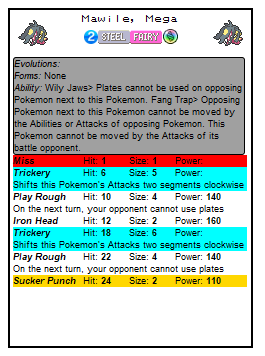 Mawile, Mega
2 STEEL FAIRY
Evolutions:
Forms: None
Ability: Wily Jaws> Plates cannot be used on opposing
Pokemon next to this Pokemon. Fang Trap> Opposing
Pokemon next to this Pokemon cannot be moved by
the Abilities or Attacks of opposing Pokemon. This
Pokemon cannot be moved by the Attacks of its
battle opponent.
Miss Hit: 1 Size: 1 Power:
Trickery Hit: 6 Size: 5 Power:
Shifts this Pokemon's Attacks two segments clockwise
Play Rough Hit: 10 Size: 4 Power: 140
On the next turn, your opponent cannot use plates
Iron Head Hit: 12 Size: 2 Power: 160
Trickery Hit: 18 Size: 6 Power:
Shifts this Pokemon's Attacks two segments clockwise
Play Rough Hit: 22 Size: 4 Power: 140
On the next turn, your opponent cannot use plates
Sucker Punch Hit: 24 Size: 2 Power: 110